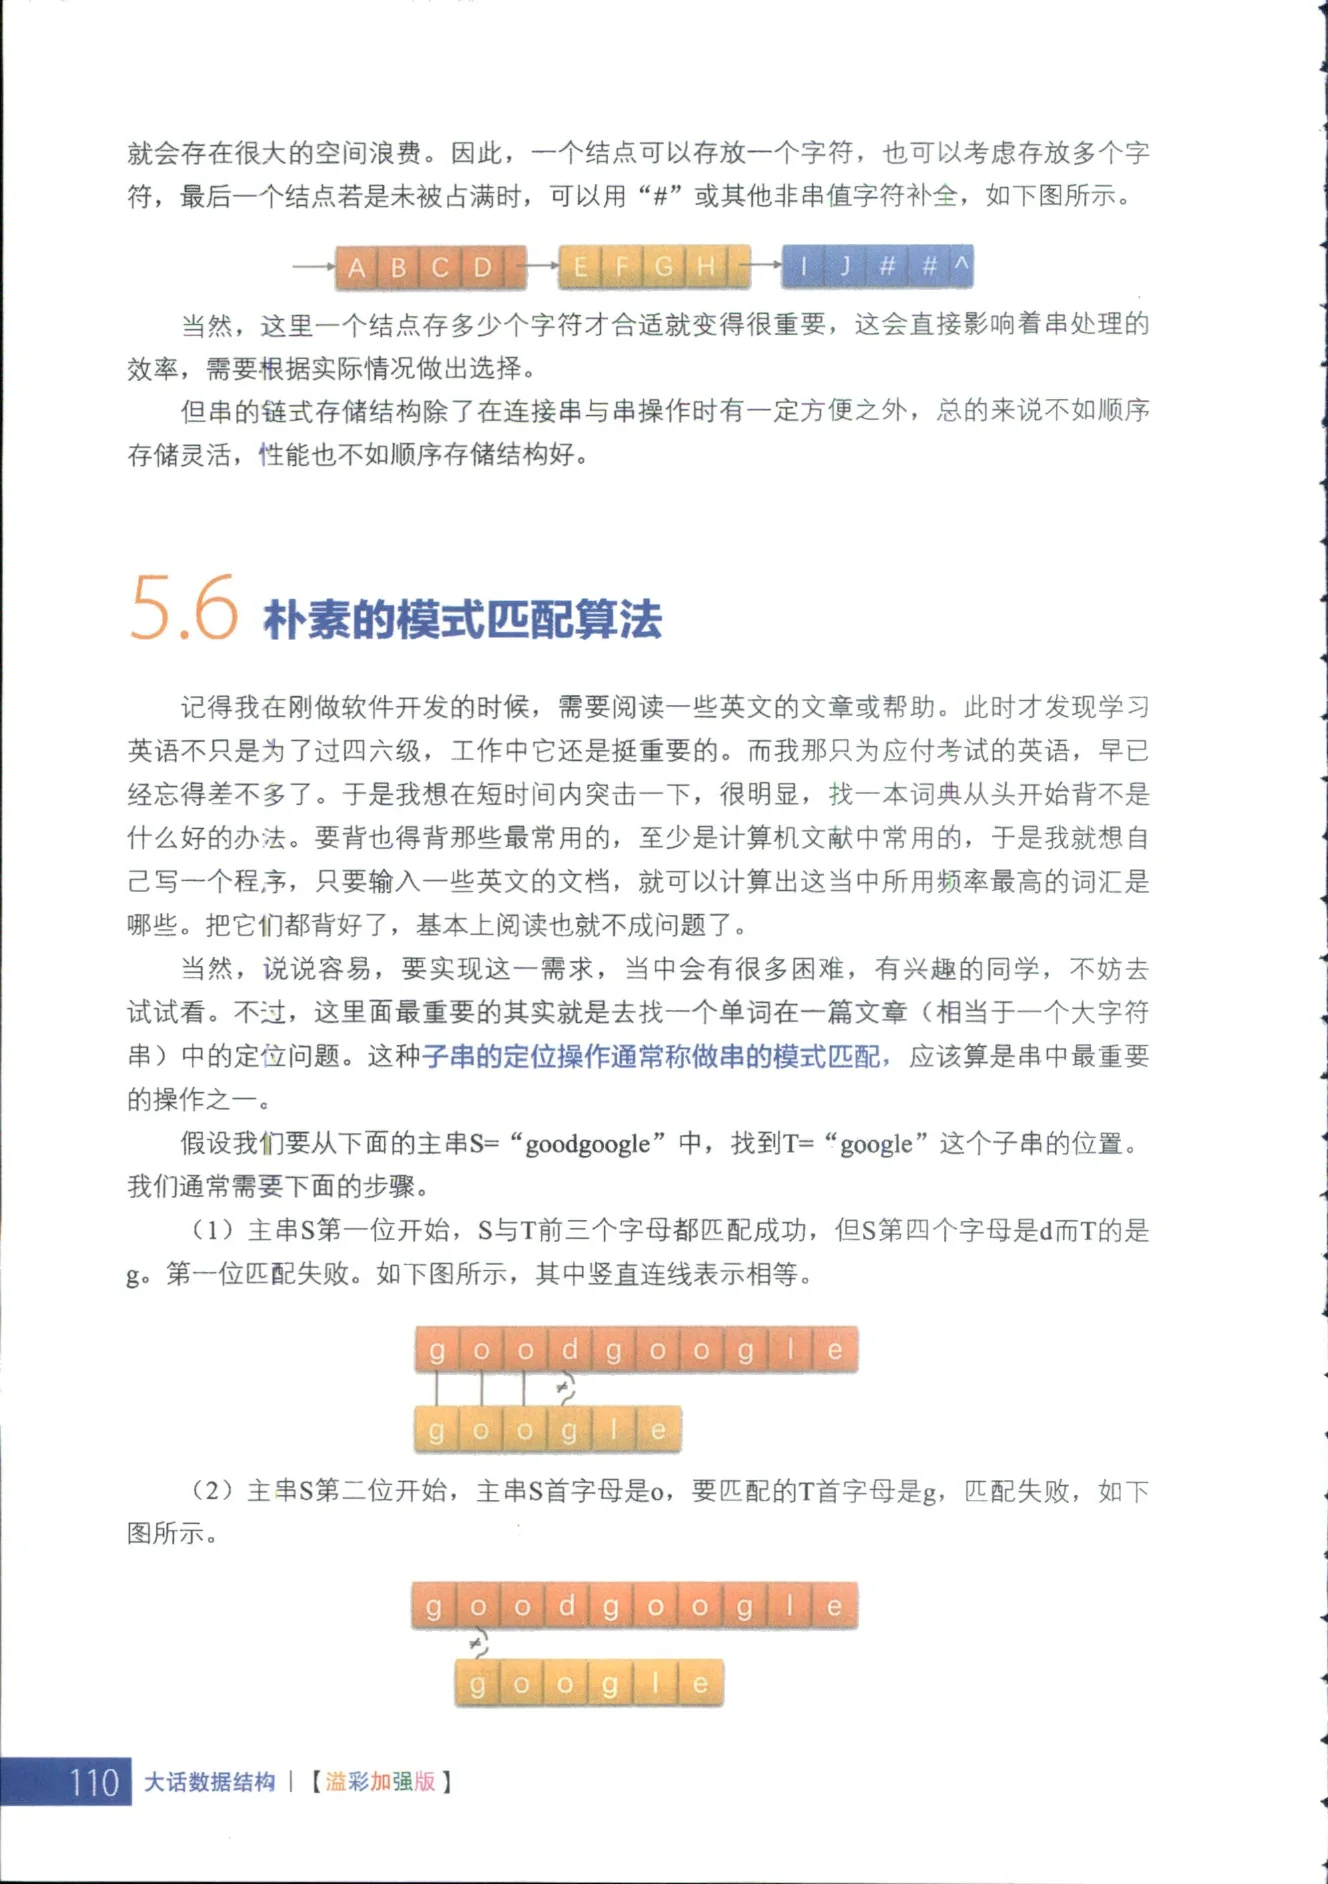 就会存在很大的空间浪费。因此，一个结点可以存放一个字符，也可以考虑存放多个字
符，最后一个结点若是未被占满时，可以用“#”或其他非串值字符补全，如下图所示。
A B C D E F G H I J # # ^
当然，这里一个结点存多少个字符才合适就变得很重要，这会直接影响着串处理的
效率，需要根据实际情况做出选择。
但串的链式存储结构除了在连接串与串操作时有一定方便之外，总的来说不如顺序
存储灵活，性能也不如顺序存储结构好。
5.6 朴素的模式匹配算法
记得我在刚做软件开发的时候，需要阅读一些英文的文章或帮助。此时才发现学习
英语不只是为了过四六级，工作中它还是挺重要的。而我那只为应付考试的英语，早已
经忘得差不多了。于是我想在短时间内突击一下，很明显，找一本词典从头开始背不是
什么好的办法。要背也得背那些最常用的，至少是计算机文献中常用的，于是我就想自
己写一个程序，只要输入一些英文的文档，就可以计算出这当中所用频率最高的词汇是
哪些。把它们都背好了，基本上阅读也就不成问题了。
当然，说说容易，要实现这一需求，当中会有很多困难，有兴趣的同学，不妨去
试试看。不过，这里面最重要的其实就是去找一个单词在一篇文章（相当于一个大字符
串）中的定位问题。这种子串的定位操作通常称做串的模式匹配，应该算是串中最重要
的操作之一。
假设我们要从下面的主串S=“goodgoogle”中，找到T=“google”这个子串的位置。
我们通常需要下面的步骤。
（1）主串S第一位开始，S与T前三个字母都匹配成功，但S第四个字母是d而T的是
g。第一位匹配失败。如下图所示，其中竖直连线表示相等。
g o o d g o o g l e
≠
g o o g l e
（2）主串S第二位开始，主串S首字母是o，要匹配的T首字母是g，匹配失败，如下
图所示。
g o o d g o o g l e
≠
g o o g l e
110 大话数据结构 | 【溢彩加强版】